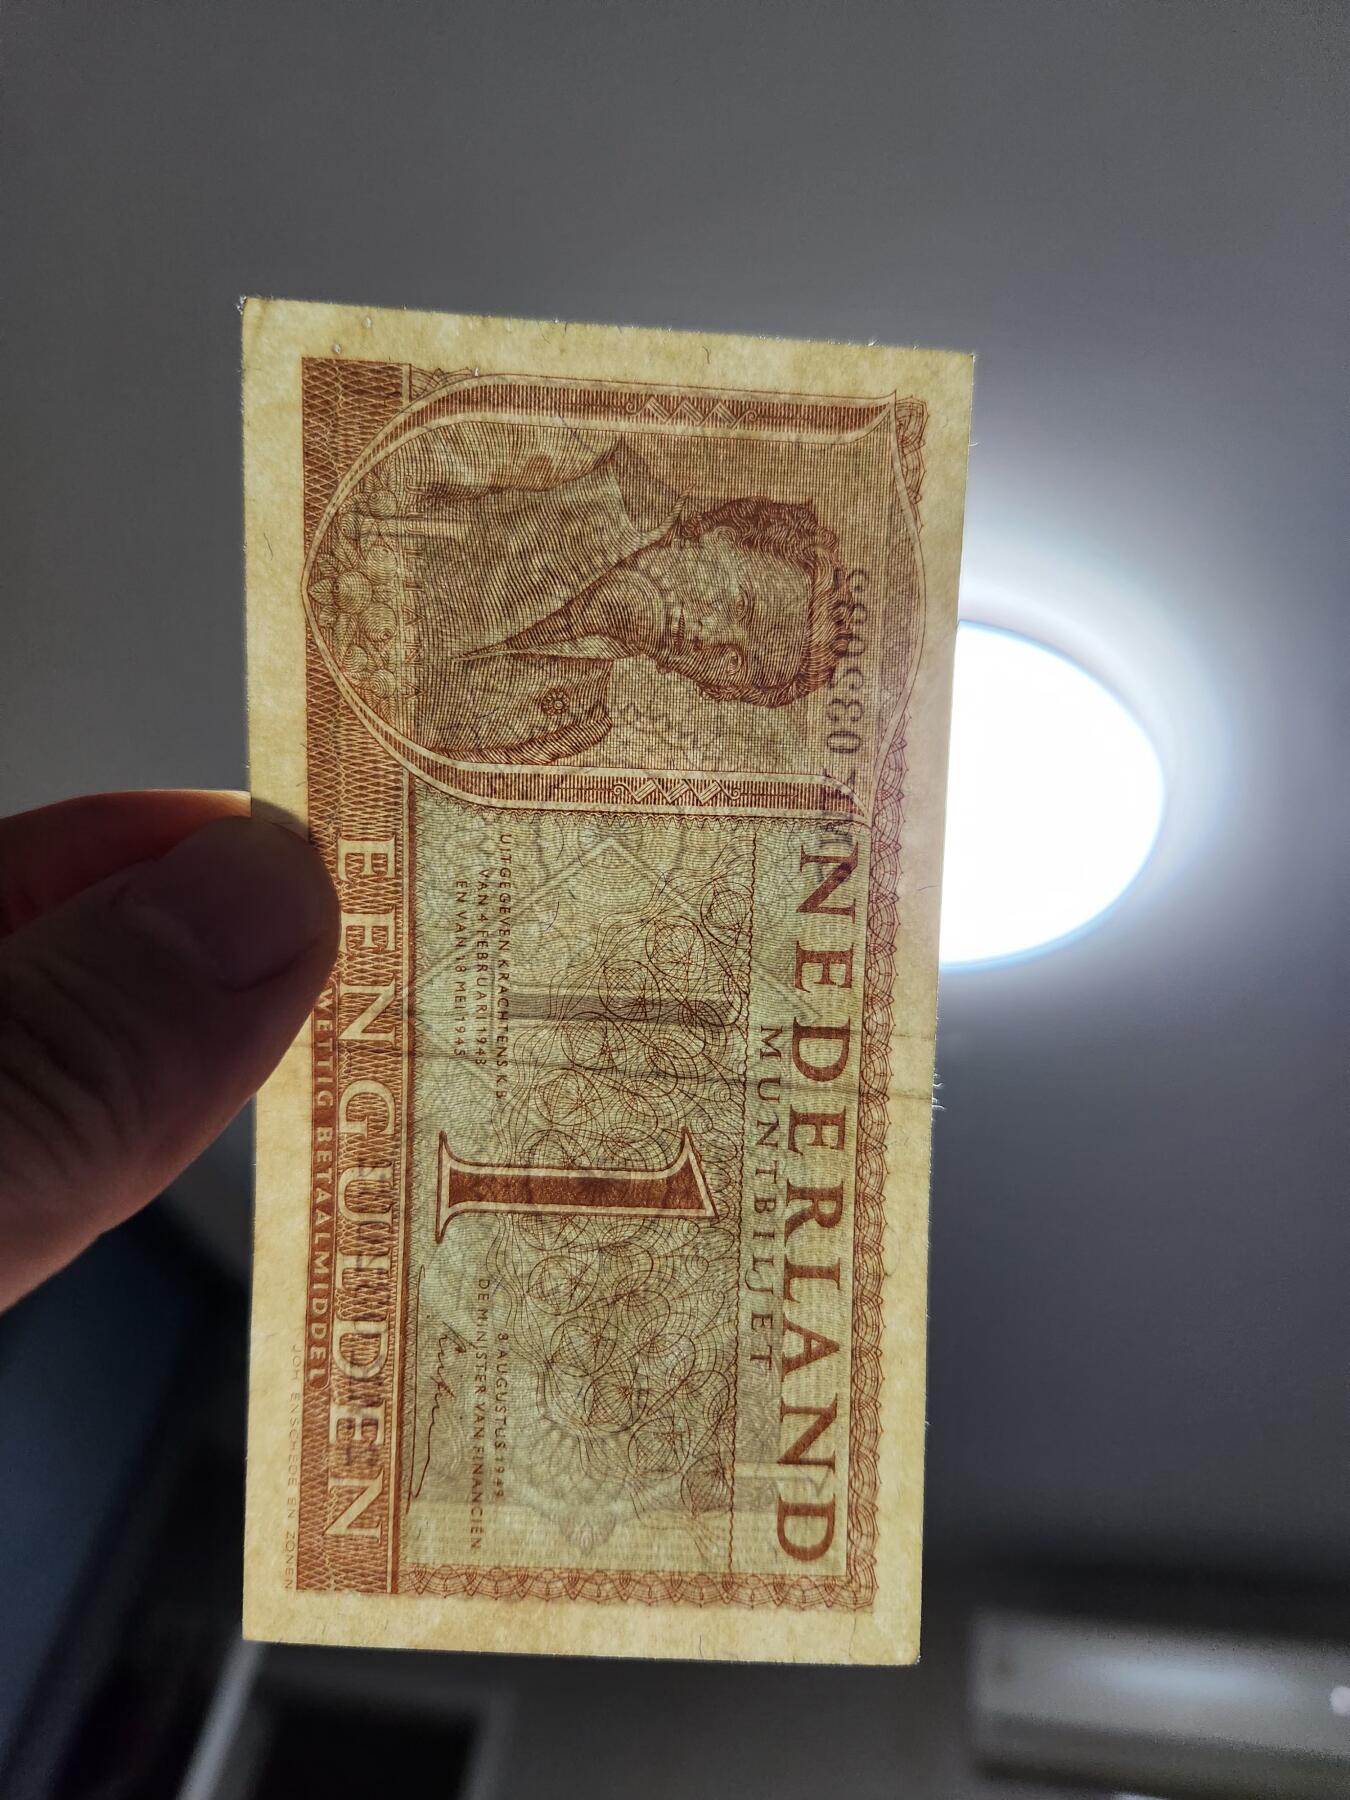 NEDERLAND
MUNTBILJET
UITGEGEVEN KRACHTENS K.B.
VAN 4 FEBRUARI 1943
EN VAN 18 MEI 1945
1
8 AUGUSTUS 1949
DE MINISTER VAN FINANCIËN
JULIANA
EEN GULDEN
WETTIG BETAALMIDDEL
JOH. ENSCHEDÉ EN ZONEN